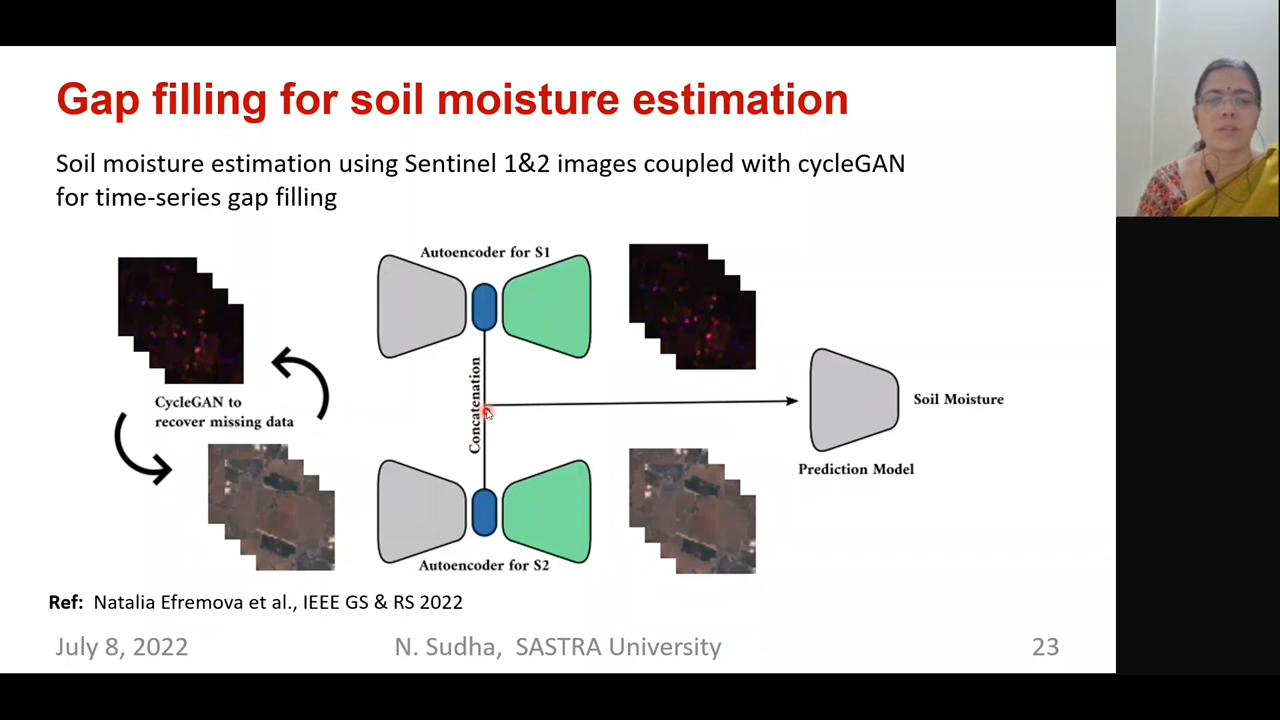 Gap filling for soil moisture estimation
Soil moisture estimation using Sentinel 1&2 images coupled with cycleGAN
for time-series gap filling
Autoencoder for S1
CycleGAN to
recover missing data
Concatenation
Soil Moisture
Prediction Model
Autoencoder for S2
Ref: Natalia Efremova et al., IEEE GS & RS 2022
July 8, 2022
N. Sudha, SASTRA University
23